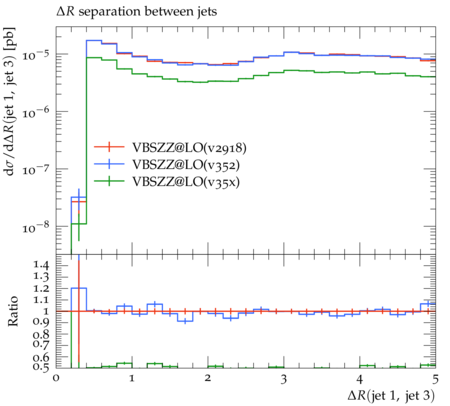 ΔR separation between jets
dσ/dΔR(jet 1, jet 3) [pb]
10⁻⁵
10⁻⁶
10⁻⁷
10⁻⁸
VBSZZ@LO(v2918)
VBSZZ@LO(v352)
VBSZZ@LO(v35x)
Ratio
1.4
1.3
1.2
1.1
1
0.9
0.8
0.7
0.6
0.5
0 1 2 3 4 5
ΔR(jet 1, jet 3)